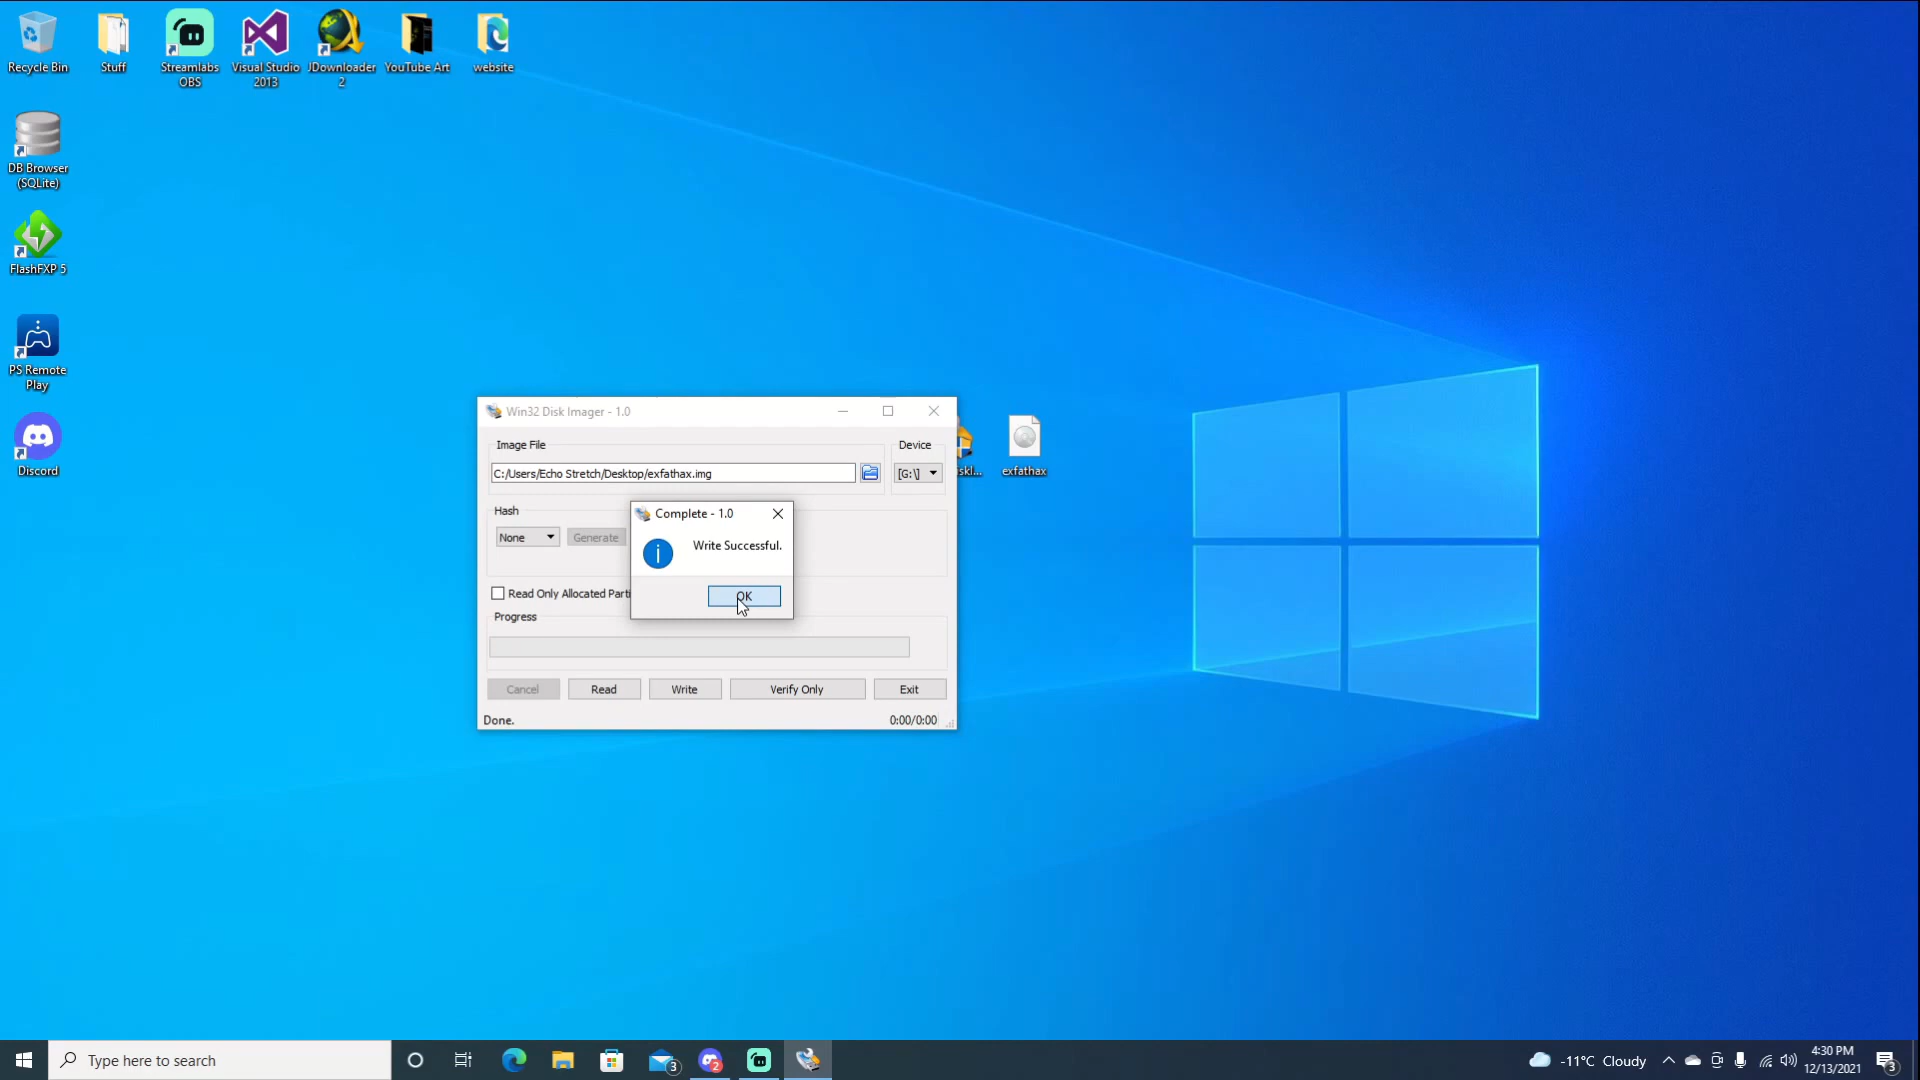 Recycle Bin
Stuff
Streamlabs
OBS
Visual Studio
2013
JDownloader
2
YouTube Art
website
DB Browser
(SQLite)
FlashFXP 5
PS Remote
Play
Discord
Win32 Disk Imager - 1.0
Image File
Device
C:/Users/Echo Stretch/Desktop/exfathax.img
[G:\]
exfathax
Hash
None
Generate
Complete - 1.0
Write Successful.
OK
Read Only Allocated Parti
Progress
Cancel
Read
Write
Verify Only
Exit
Done.
0:00/0:00
Type here to search
3
2
-11°C Cloudy
4:30 PM
12/13/2021
3